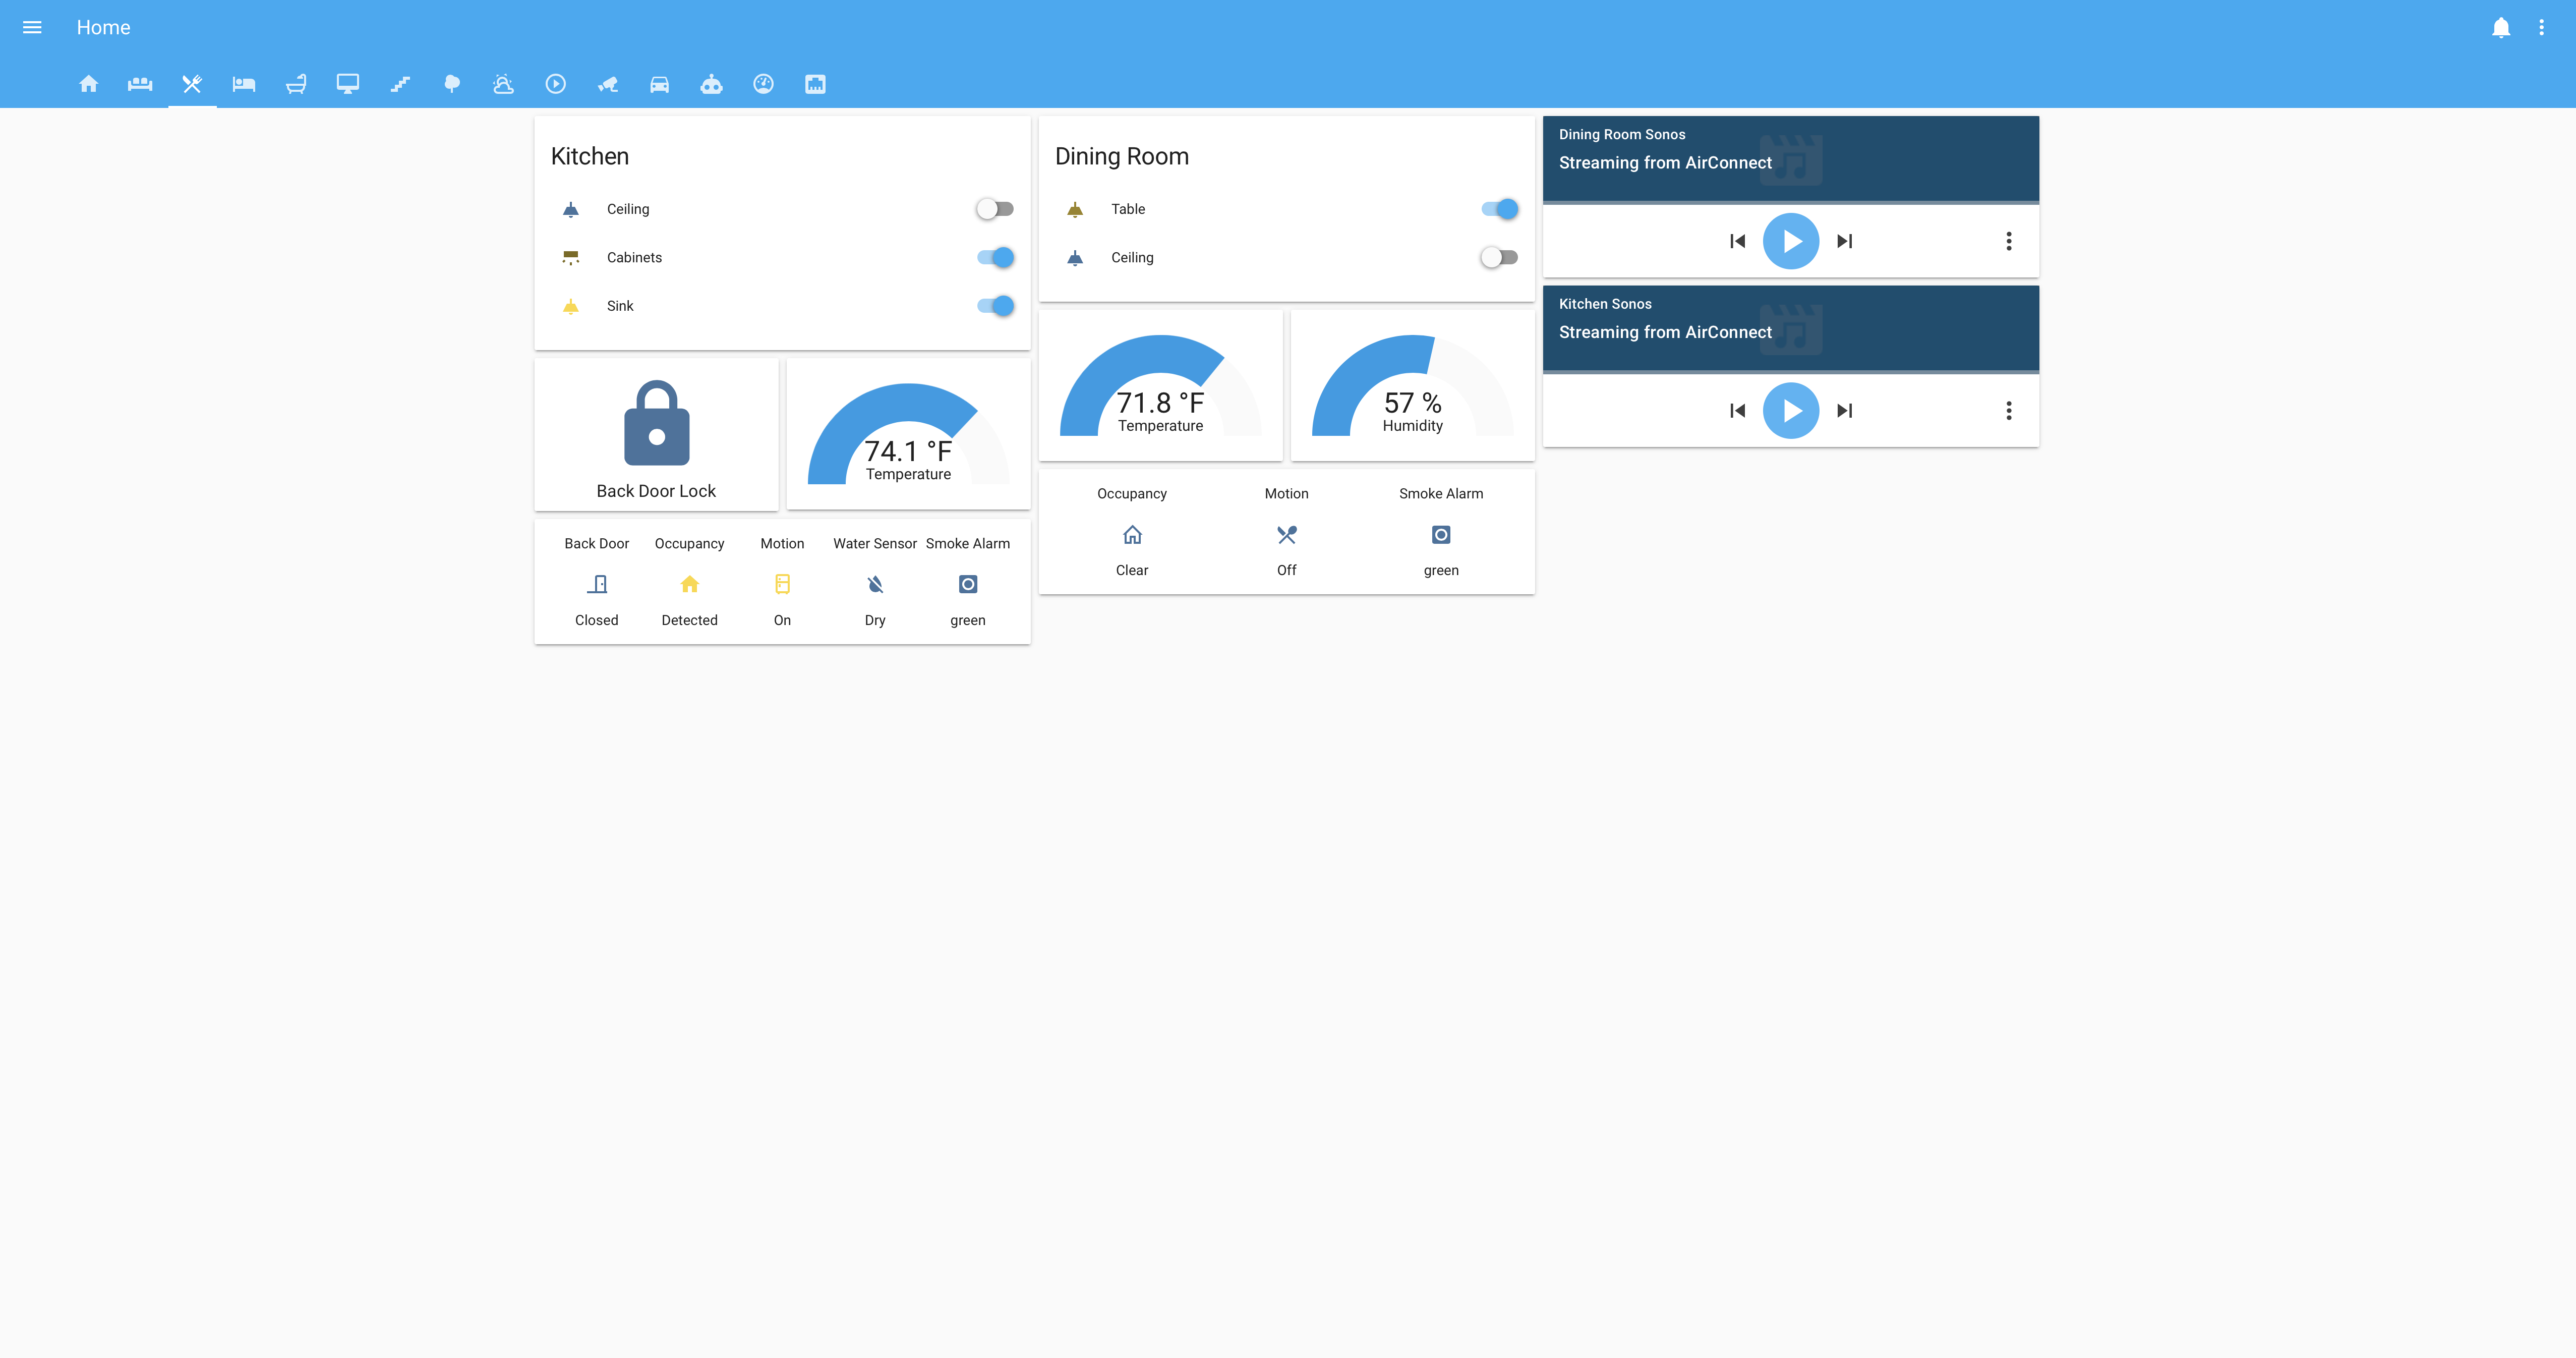 Home
Kitchen
Ceiling
Cabinets
Sink
Back Door Lock
74.1 °F
Temperature
Back Door Occupancy Motion Water Sensor Smoke Alarm
Closed Detected On Dry green
Dining Room
Table
Ceiling
71.8 °F
Temperature
57 %
Humidity
Occupancy Motion Smoke Alarm
Clear Off green
Dining Room Sonos
Streaming from AirConnect
Kitchen Sonos
Streaming from AirConnect